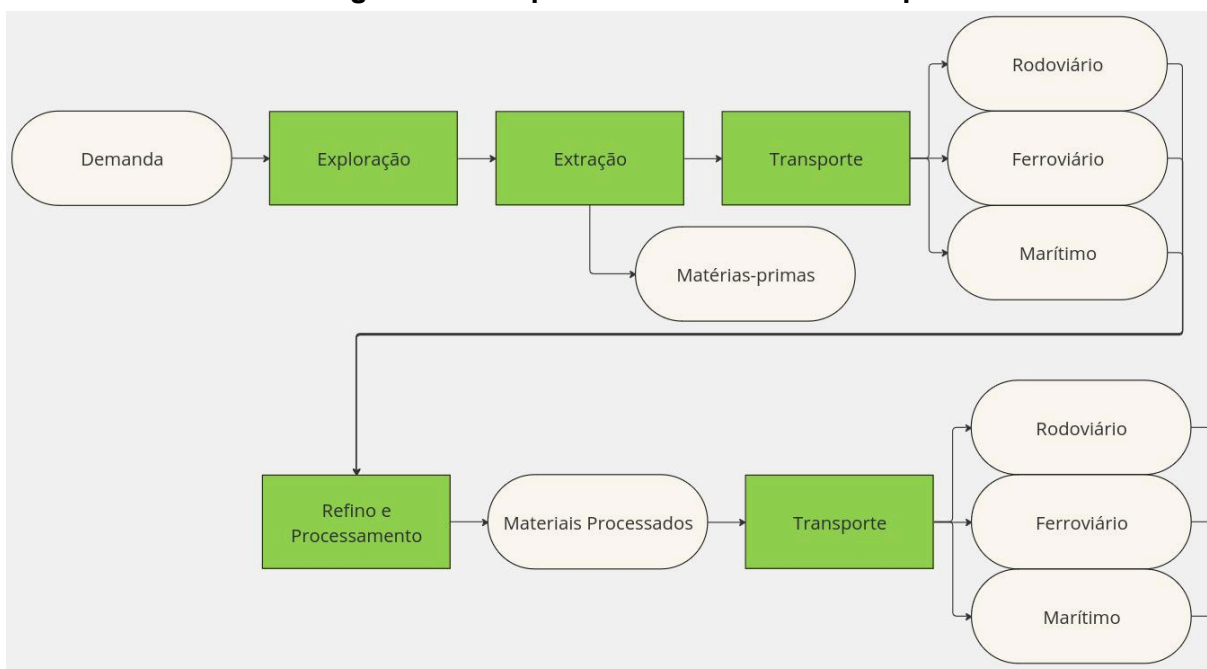 Demanda
Exploração
Extração
Transporte
Rodoviário
Ferroviário
Marítimo
Matérias-primas
Refino e
Processamento
Materiais Processados
Transporte
Rodoviário
Ferroviário
Marítimo